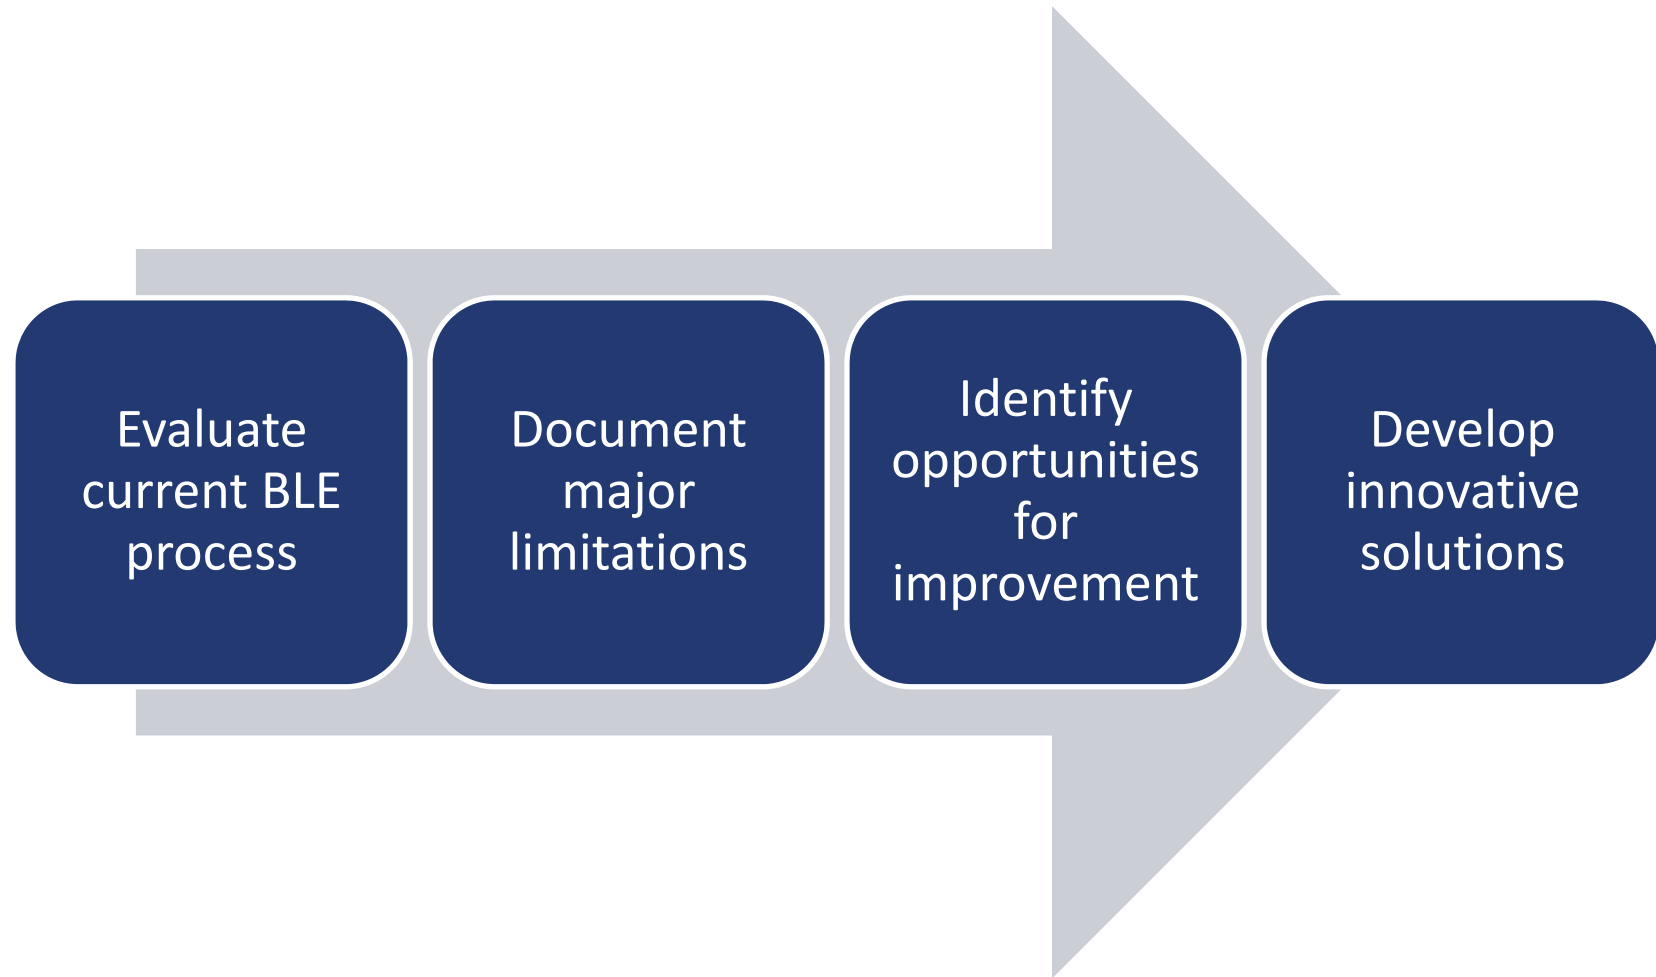 Evaluate
current BLE
process
Document
major
limitations
Identify
opportunities
for
improvement
Develop
innovative
solutions